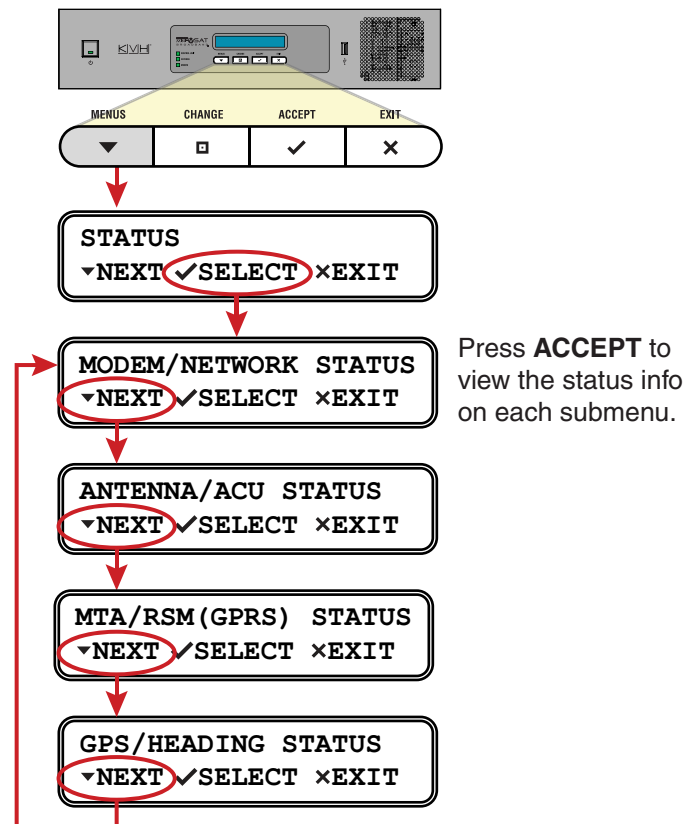 KVH
MENUS CHANGE ACCEPT EXIT
STATUS
▼NEXT ✓SELECT ×EXIT
MODEM/NETWORK STATUS
▼NEXT ✓SELECT ×EXIT
Press ACCEPT to
view the status info
on each submenu.
ANTENNA/ACU STATUS
▼NEXT ✓SELECT ×EXIT
MTA/RSM(GPRS) STATUS
▼NEXT ✓SELECT ×EXIT
GPS/HEADING STATUS
▼NEXT ✓SELECT ×EXIT